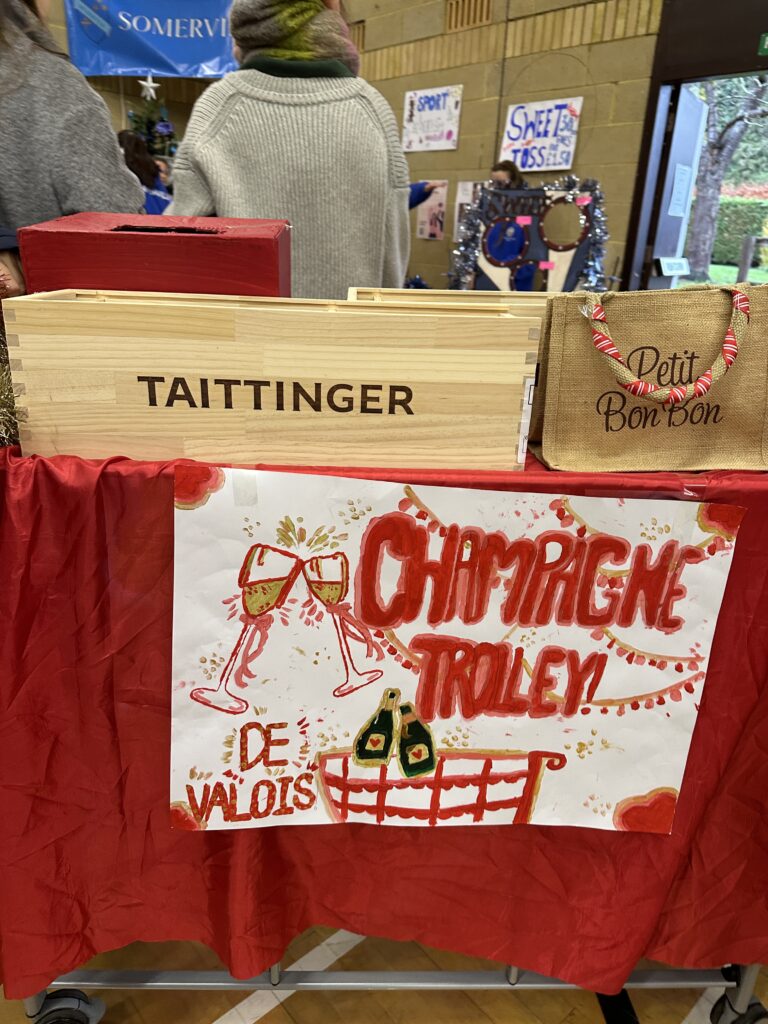 SOMERVI
SPORT
SWEET
TOSS
TAITTINGER
Petit
Bon Bon
CHAMPAGNE
TROLLEY!
DE
VALOIS